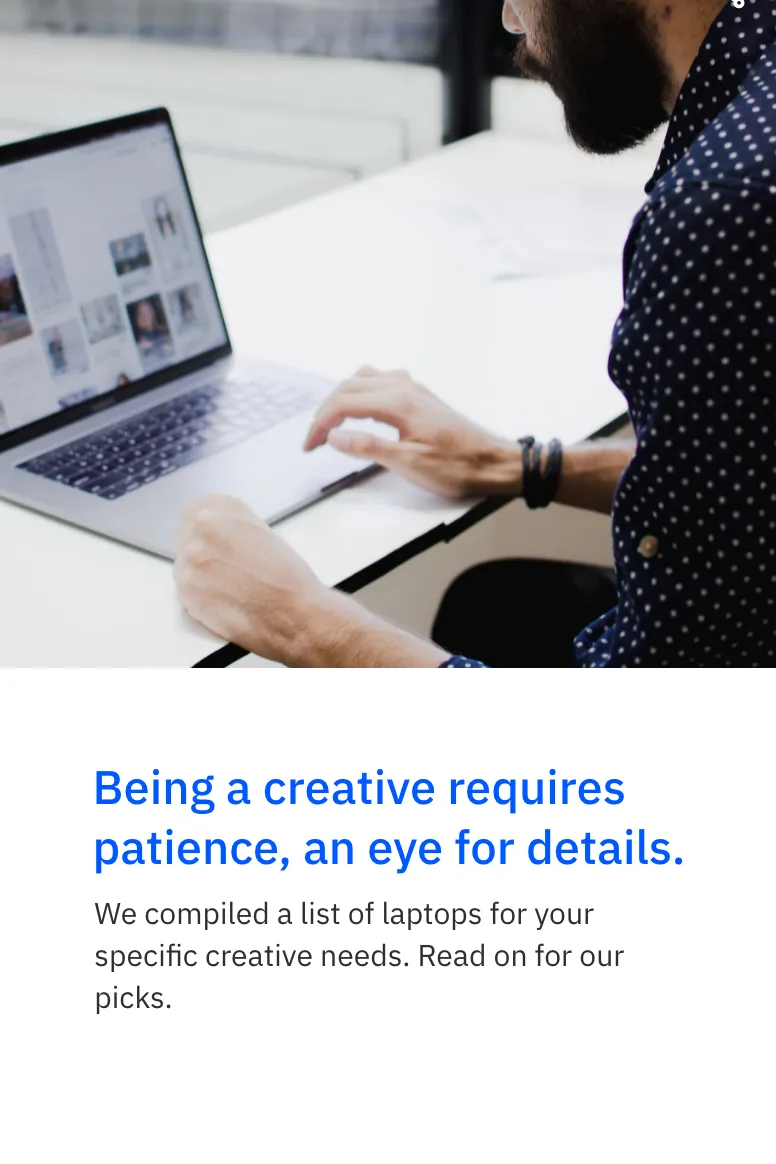 Being a creative requires
patience, an eye for details.
We compiled a list of laptops for your
specific creative needs. Read on for our
picks.